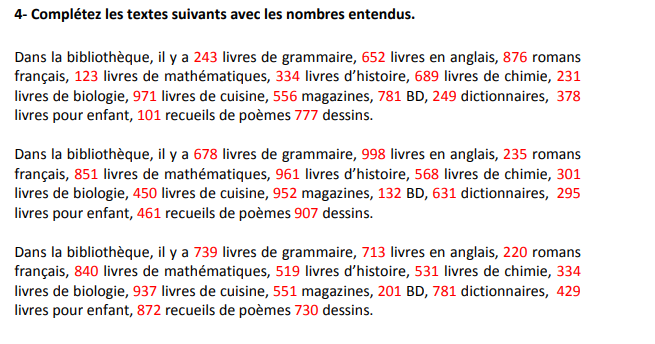 4- Complétez les textes suivants avec les nombres entendus.
Dans la bibliothèque, il y a 243 livres de grammaire, 652 livres en anglais, 876 romans
français, 123 livres de mathématiques, 334 livres d’histoire, 689 livres de chimie, 231
livres de biologie, 971 livres de cuisine, 556 magazines, 781 BD, 249 dictionnaires, 378
livres pour enfant, 101 recueils de poèmes 777 dessins.
Dans la bibliothèque, il y a 678 livres de grammaire, 998 livres en anglais, 235 romans
français, 851 livres de mathématiques, 961 livres d’histoire, 568 livres de chimie, 301
livres de biologie, 450 livres de cuisine, 952 magazines, 132 BD, 631 dictionnaires, 295
livres pour enfant, 461 recueils de poèmes 907 dessins.
Dans la bibliothèque, il y a 739 livres de grammaire, 713 livres en anglais, 220 romans
français, 840 livres de mathématiques, 519 livres d’histoire, 531 livres de chimie, 334
livres de biologie, 937 livres de cuisine, 551 magazines, 201 BD, 781 dictionnaires, 429
livres pour enfant, 872 recueils de poèmes 730 dessins.